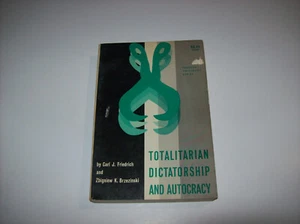 by Carl J. Friedrich
and
Zbigniew K. Brzezinski
TOTALITARIAN
DICTATORSHIP
AND AUTOCRACY